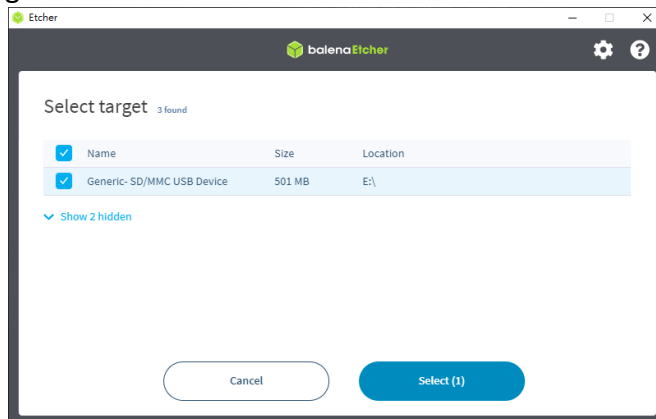 Etcher
balenaEtcher
Select target 3 found
Name Size Location
Generic- SD/MMC USB Device 501 MB E:\
Show 2 hidden
Cancel Select (1)